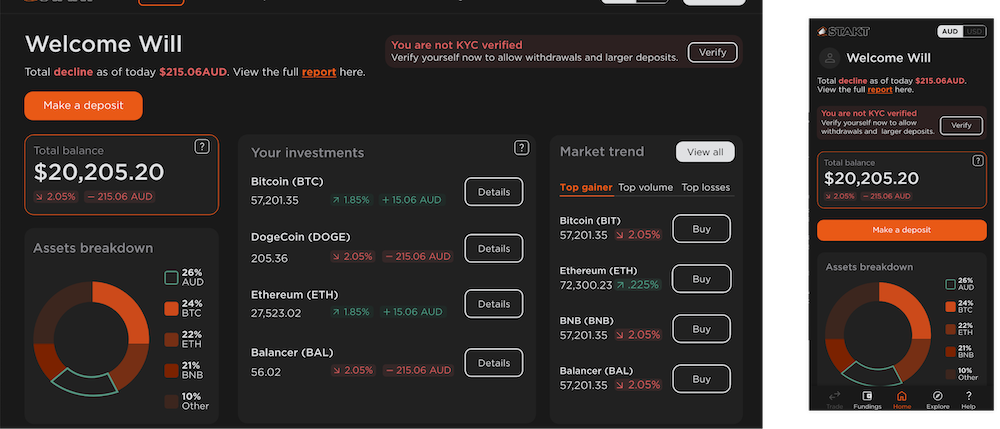 Welcome Will
Total decline as of today $215.06AUD. View the full report here.
You are not KYC verified
Verify yourself now to allow withdrawals and larger deposits.
Verify
Make a deposit
Total balance
?
$20,205.20
↘ 2.05% — 215.06 AUD
Assets breakdown
26%
AUD
24%
BTC
22%
ETH
21%
BNB
10%
Other
Your investments
?
Bitcoin (BTC)
57,201.35 ↗ 1.85% + 15.06 AUD
Details
DogeCoin (DOGE)
205.36 ↘ 2.05% — 215.06 AUD
Details
Ethereum (ETH)
27,523.02 ↗ 1.85% + 15.06 AUD
Details
Balancer (BAL)
56.02 ↘ 2.05% — 215.06 AUD
Details
Market trend
View all
Top gainer Top volume Top losses
Bitcoin (BIT)
57,201.35 ↘ 2.05%
Buy
Ethereum (ETH)
72,300.23 ↗ .225%
Buy
BNB (BNB)
57,201.35 ↘ 2.05%
Buy
Balancer (BAL)
57,201.35 ↘ 2.05%
Buy
STAKT
AUD USD
Welcome Will
Total decline as of today $215.06AUD.
View the full report here.
You are not KYC verified
Verify yourself now to allow
withdrawals and larger deposits.
Verify
Total balance
?
$20,205.20
↘ 2.05% — 215.06 AUD
Make a deposit
Assets breakdown
26%
AUD
24%
BTC
22%
ETH
21%
BNB
10%
Other
Trade Fundings Home Explore Help